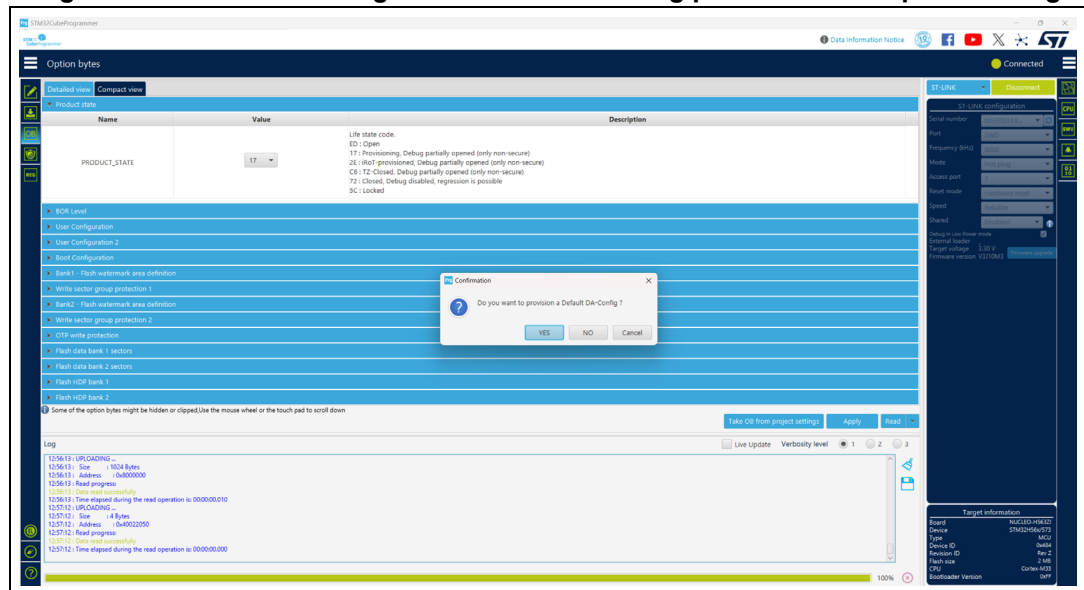 STM32CubeProgrammer
Data Information Notice
Option bytes
Connected
Detailed view Compact view
Product state
Name Value Description
PRODUCT_STATE
17
Life state code.
ED : Open
17 : Provisioning, Debug partially opened (only non-secure)
2E : iRoT-provisioned, Debug partially opened (only non-secure)
C6 : TZ-Closed, Debug partially opened (only non-secure)
72 : Closed, Debug disabled, regression is possible
5C : Locked
BOR Level
User Configuration
User Configuration 2
Boot Configuration
Bank1 - Flash watermark area definition
Write sector group protection 1
Bank2 - Flash watermark area definition
Write sector group protection 2
OTP write protection
Flash data bank 1 sectors
Flash data bank 2 sectors
Flash HDP bank 1
Flash HDP bank 2
Confirmation
Do you want to provision a Default DA-Config ?
YES NO Cancel
Some of the option bytes might be hidden or clipped,Use the mouse wheel or the touch pad to scroll down
Take OB from project settings Apply Read
Log
Live Update Verbosity level 1 2 3
12:56:13 : UPLOADING ...
12:56:13 : Size : 1024 Bytes
12:56:13 : Address : 0x8000000
12:56:13 : Read progress:
12:56:13 : Data read successfully
12:56:13 : Time elapsed during the read operation is: 00:00:00.010
12:57:12 : UPLOADING ...
12:57:12 : Size : 4 Bytes
12:57:12 : Address : 0x40022050
12:57:12 : Read progress:
12:57:12 : Data read successfully
12:57:12 : Time elapsed during the read operation is: 00:00:00.000
100%
ST-LINK Disconnect
ST-LINK configuration
Serial number
Port SWD
Frequency (kHz) 8000
Mode Hot plug
Access port 1
Reset mode Hardware reset
Speed Reliable
Shared Disabled
Debug in Low Power mode
External loader
Target voltage 3.30 V
Firmware version V3J10M3 Firmware upgrade
Target information
Board NUCLEO-H563ZI
Device STM32H56x/573
Type MCU
Device ID 0x484
Revision ID Rev Z
Flash size 2 MB
CPU Cortex-M33
Bootloader Version 0xFF
OB
REG
CPU
SWV